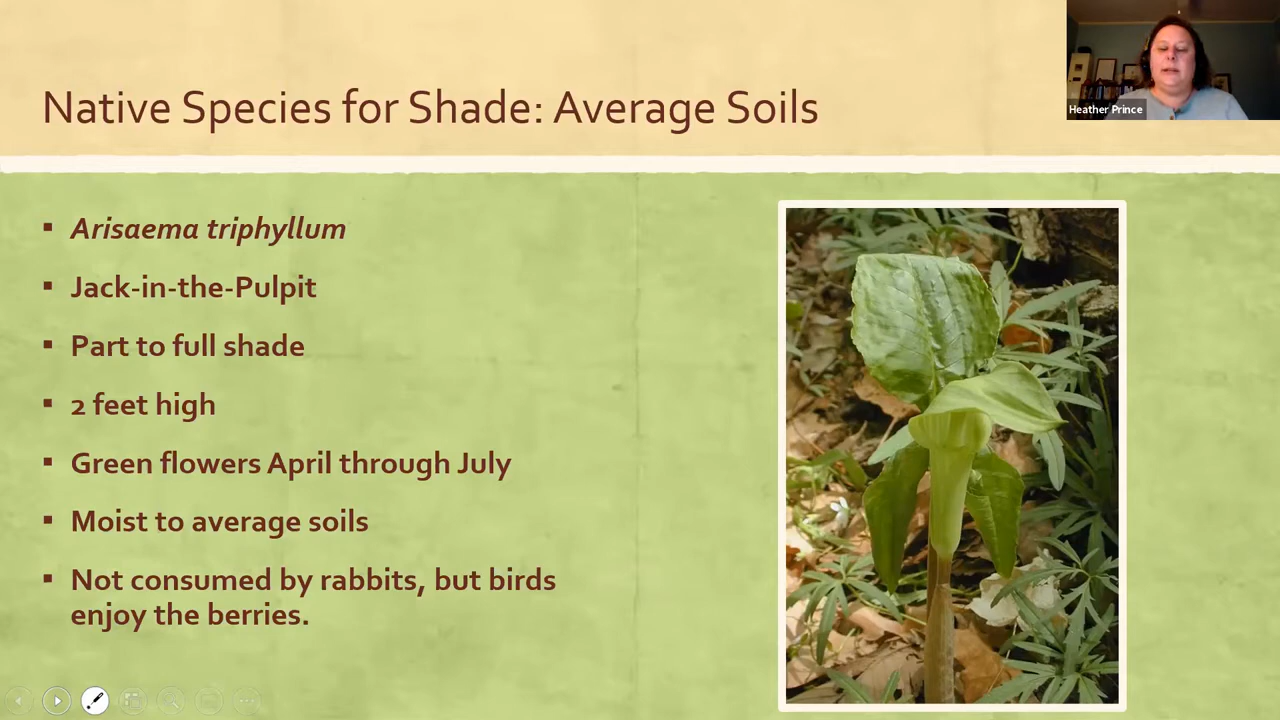 Heather Prince
Native Species for Shade: Average Soils
Arisaema triphyllum
Jack-in-the-Pulpit
Part to full shade
2 feet high
Green flowers April through July
Moist to average soils
Not consumed by rabbits, but birds
enjoy the berries.